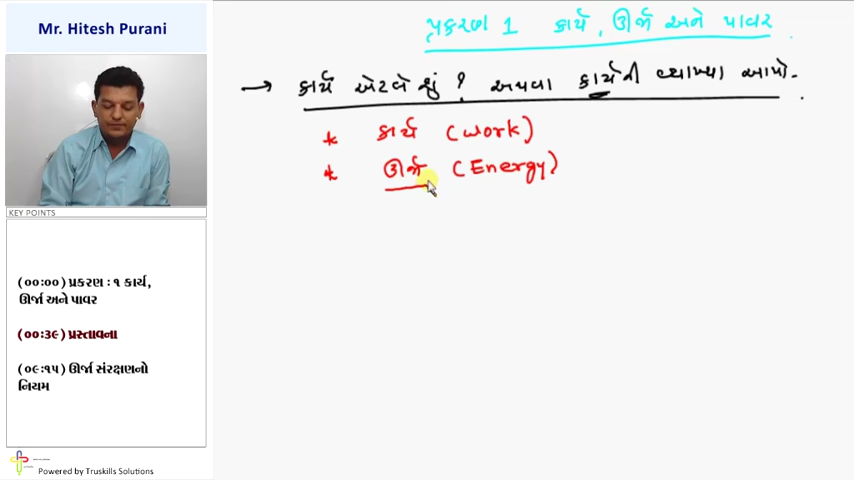 Mr. Hitesh Purani
પ્રકરણ 1 કાર્ય, ઊર્જા અને પાવર
→ કાર્ય એટલે શું? અથવા કાર્યની વ્યાખ્યા આપો.
* કાર્ય (Work)
* ઊર્જા (Energy)
KEY POINTS
(૦૦:૦૦) પ્રકરણ : ૧ કાર્ય,
ઊર્જા અને પાવર
(૦૦:૩૯) પ્રસ્તાવના
(૦૯:૧૫) ઊર્જા સંરક્ષણનો
નિયમ
Powered by Truskills Solutions